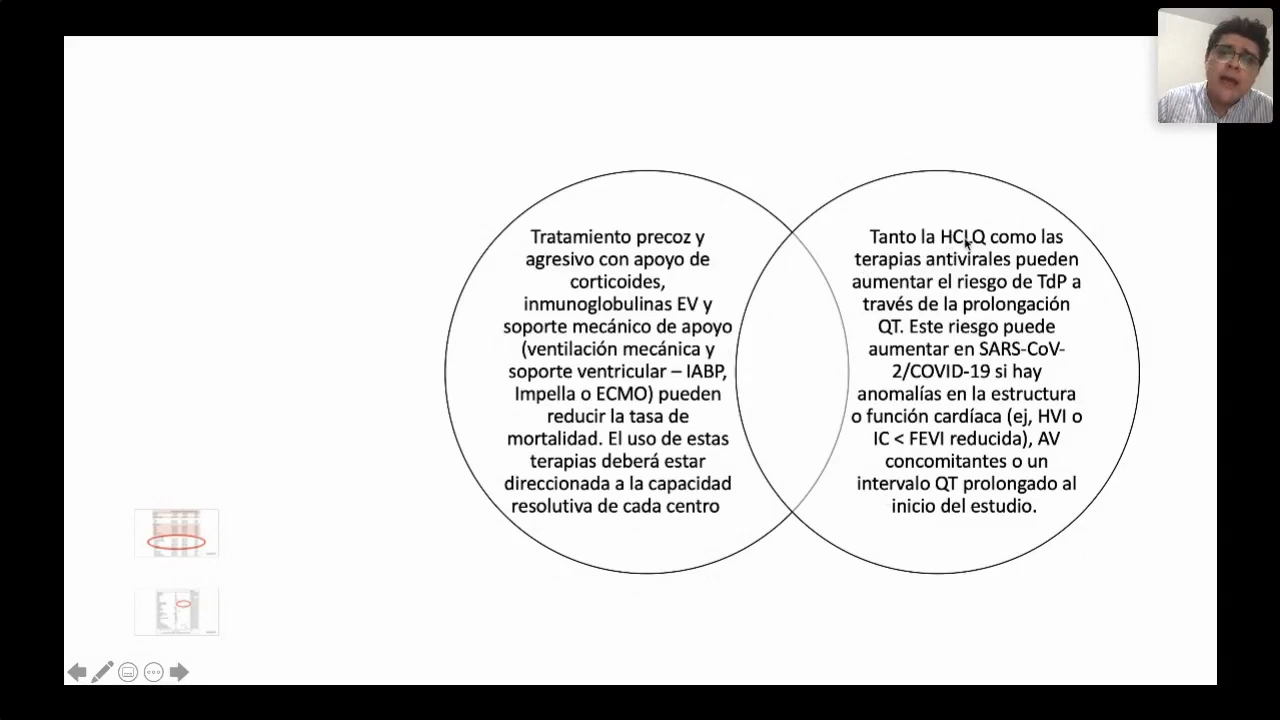 Tratamiento precoz y
agresivo con apoyo de
corticoides,
inmunoglobulinas EV y
soporte mecánico de apoyo
(ventilación mecánica y
soporte ventricular – IABP,
Impella o ECMO) pueden
reducir la tasa de
mortalidad. El uso de estas
terapias deberá estar
direccionada a la capacidad
resolutiva de cada centro
Tanto la HCLQ como las
terapias antivirales pueden
aumentar el riesgo de TdP a
través de la prolongación
QT. Este riesgo puede
aumentar en SARS-CoV-
2/COVID-19 si hay
anomalías en la estructura
o función cardíaca (ej, HVI o
IC < FEVI reducida), AV
concomitantes o un
intervalo QT prolongado al
inicio del estudio.